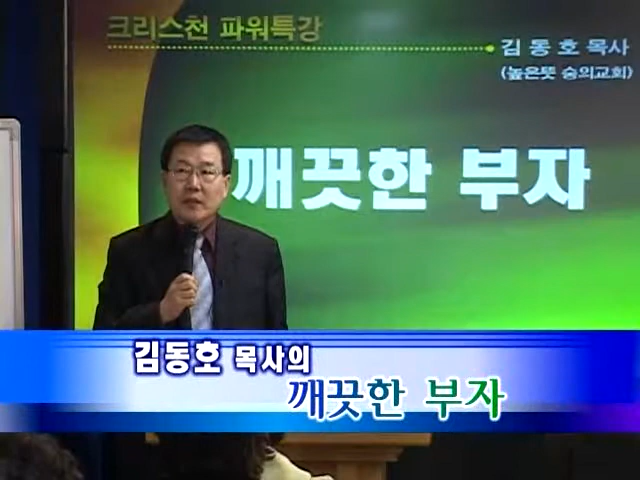 크리스천 파워특강
김 동 호 목사
(높은뜻 숭의교회)
깨끗한 부자
김동호 목사의
깨끗한 부자